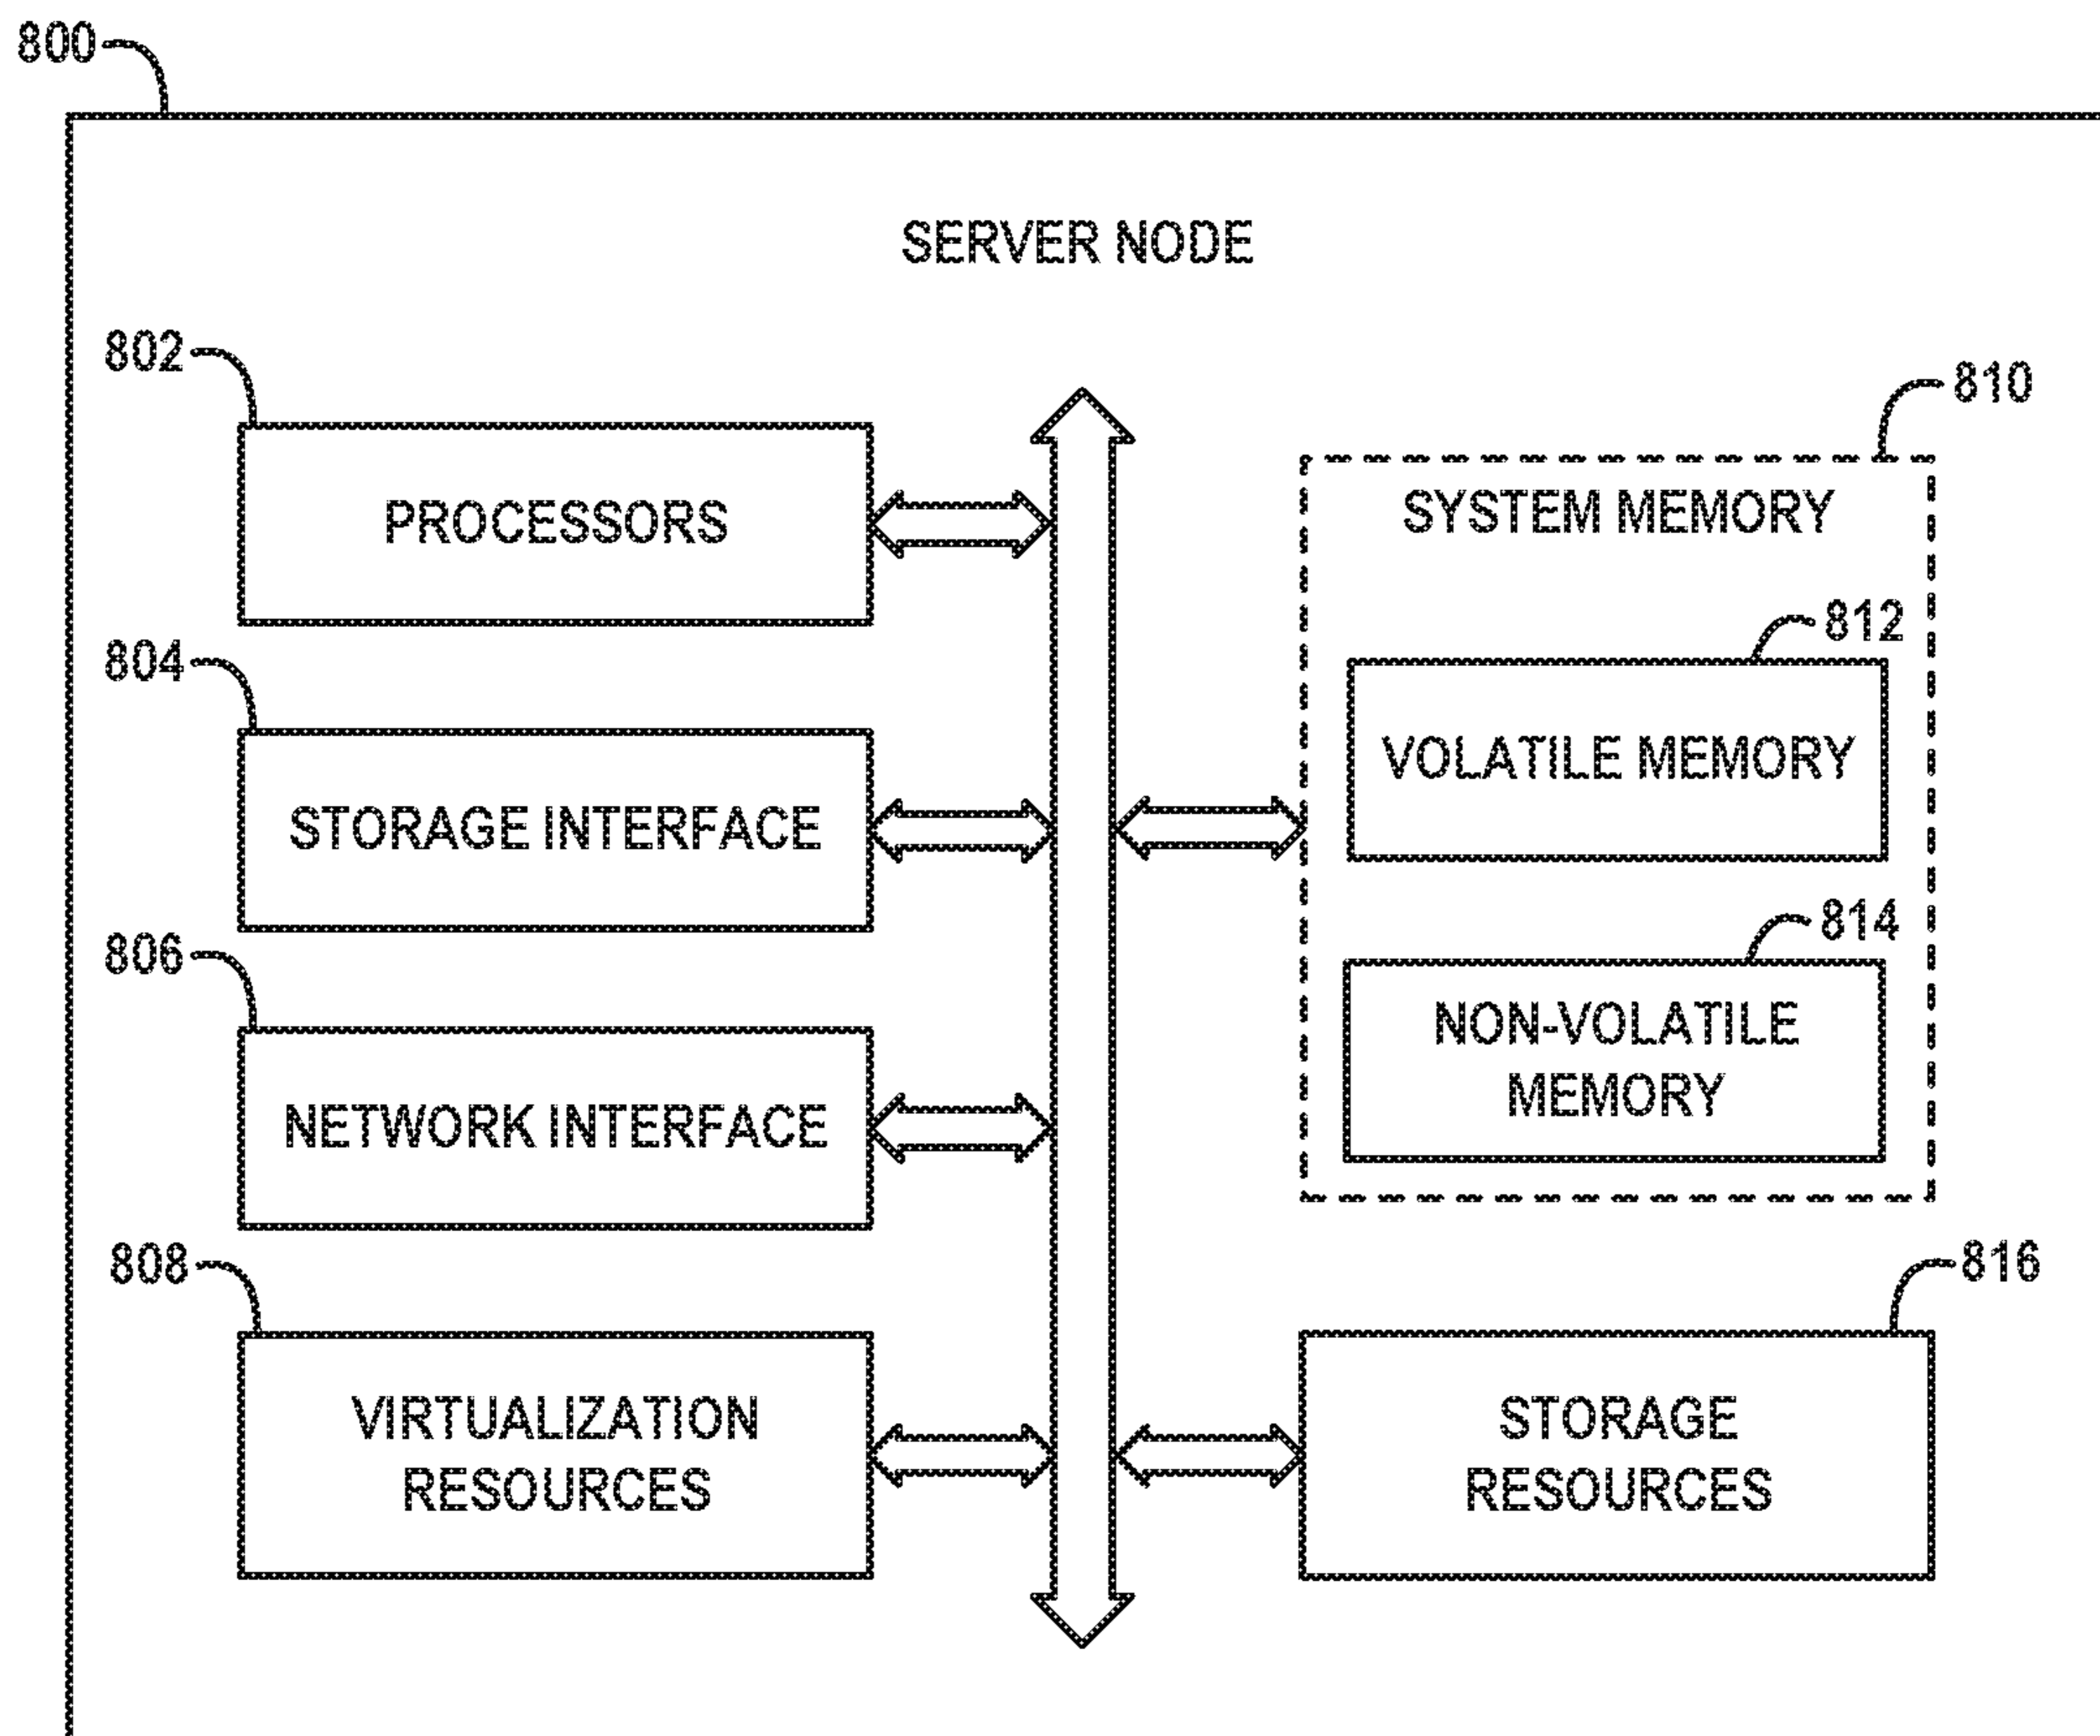 800
SERVER NODE
802
810
PROCESSORS
SYSTEM MEMORY
804
812
STORAGE INTERFACE
VOLATILE MEMORY
806
814
NETWORK INTERFACE
NON-VOLATILE
MEMORY
808
816
VIRTUALIZATION
RESOURCES
STORAGE
RESOURCES